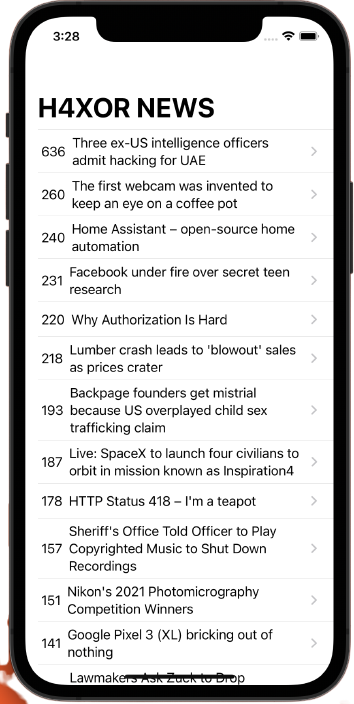 3:28
H4XOR NEWS
636 Three ex-US intelligence officers
admit hacking for UAE
260 The first webcam was invented to
keep an eye on a coffee pot
240 Home Assistant – open-source home
automation
231 Facebook under fire over secret teen
research
220 Why Authorization Is Hard
218 Lumber crash leads to 'blowout' sales
as prices crater
Backpage founders get mistrial
193 because US overplayed child sex
trafficking claim
187 Live: SpaceX to launch four civilians to
orbit in mission known as Inspiration4
178 HTTP Status 418 – I'm a teapot
Sheriff's Office Told Officer to Play
157 Copyrighted Music to Shut Down
Recordings
151 Nikon's 2021 Photomicrography
Competition Winners
141 Google Pixel 3 (XL) bricking out of
nothing
Lawmakers Ask Zuck to Drop